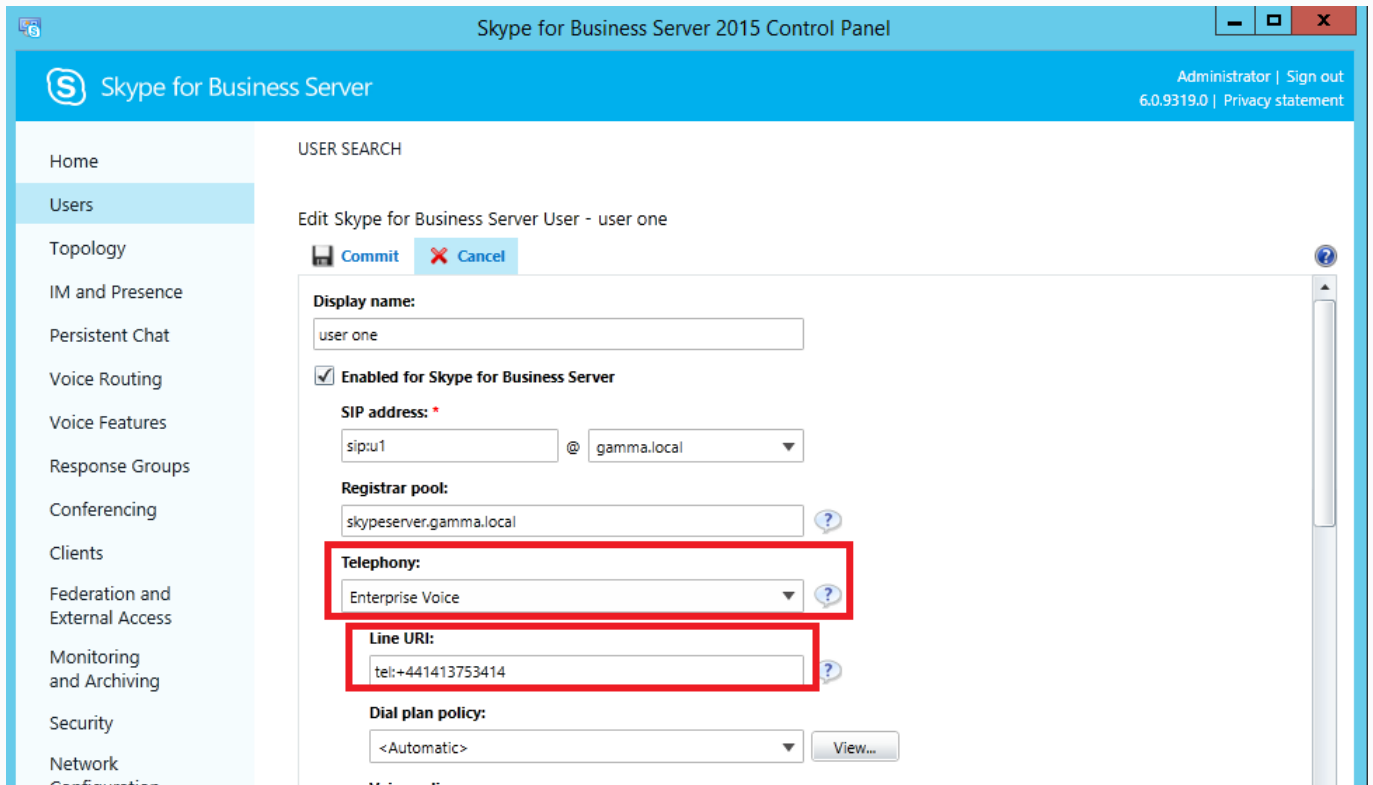 Skype for Business Server 2015 Control Panel
Skype for Business Server
Administrator | Sign out
6.0.9319.0 | Privacy statement
Home
Users
Topology
IM and Presence
Persistent Chat
Voice Routing
Voice Features
Response Groups
Conferencing
Clients
Federation and
External Access
Monitoring
and Archiving
Security
Network
Configuration
USER SEARCH
Edit Skype for Business Server User - user one
Commit Cancel
Display name:
user one
Enabled for Skype for Business Server
SIP address: *
sip:u1 @ gamma.local
Registrar pool:
skypeserver.gamma.local
Telephony:
Enterprise Voice
Line URI:
tel:+441413753414
Dial plan policy:
<Automatic> View...